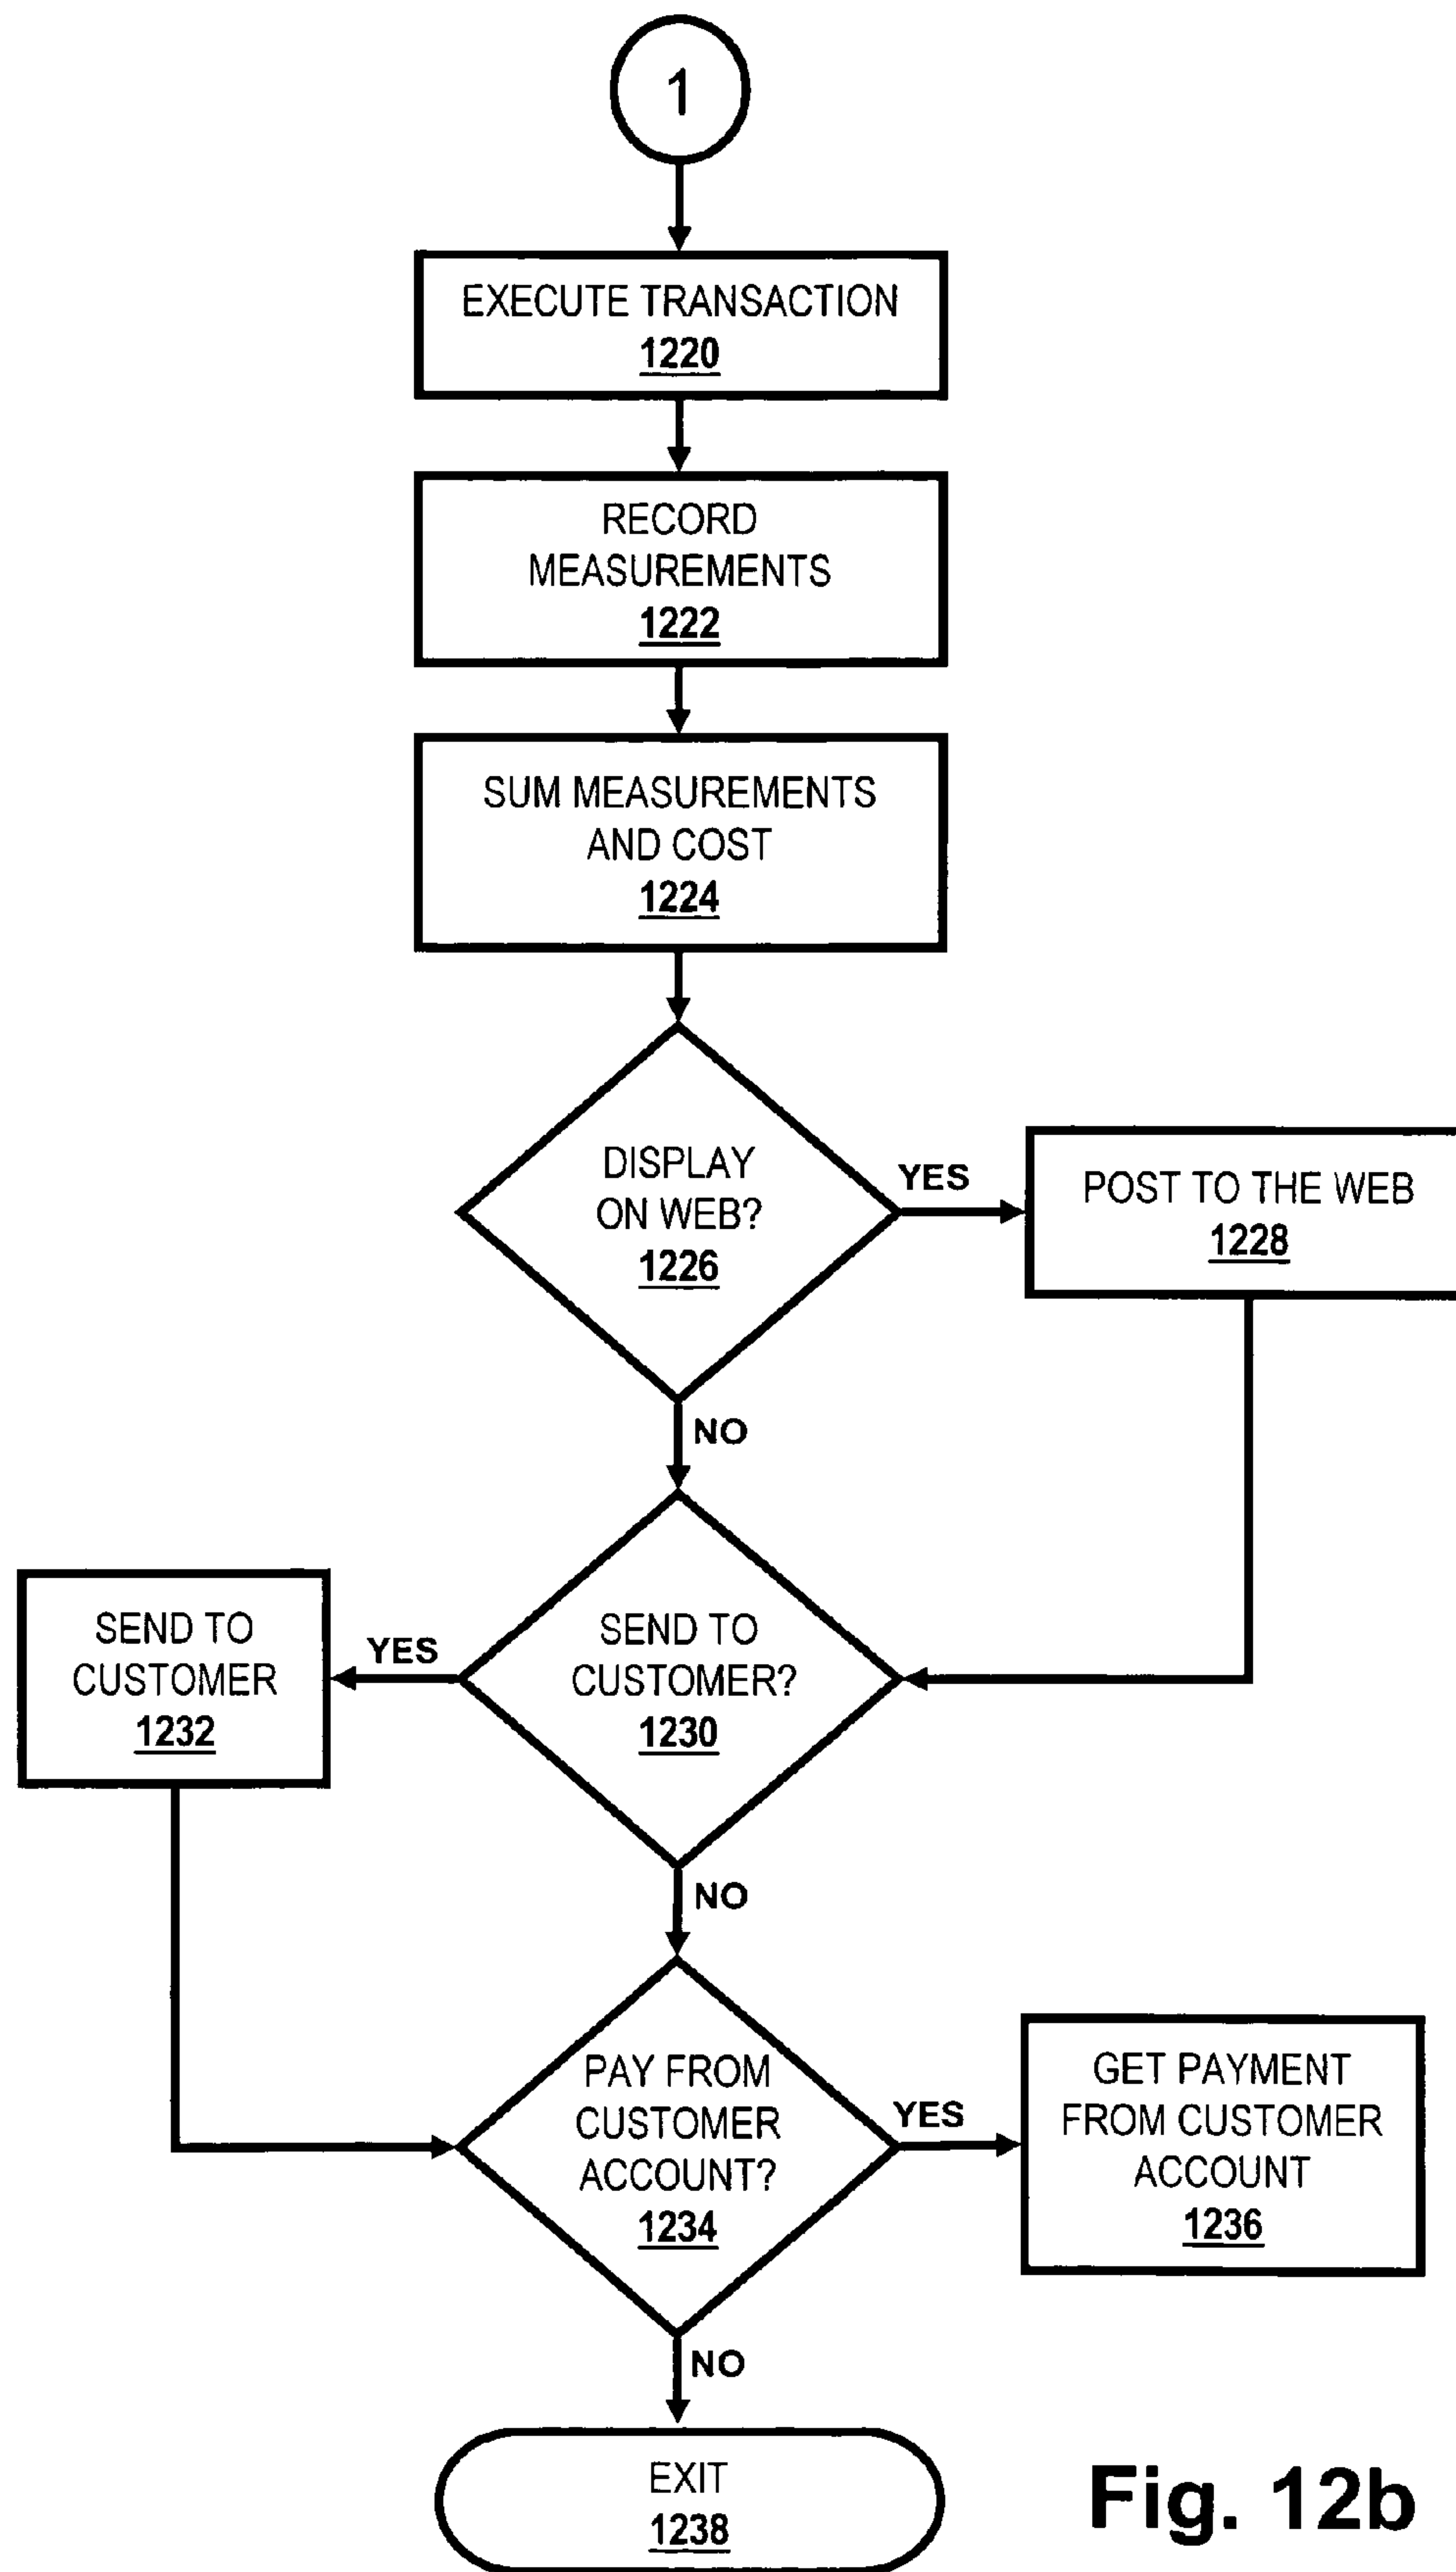 1
EXECUTE TRANSACTION
1220
RECORD
MEASUREMENTS
1222
SUM MEASUREMENTS
AND COST
1224
DISPLAY
ON WEB?
1226
YES
POST TO THE WEB
1228
NO
SEND TO
CUSTOMER?
1230
YES
SEND TO
CUSTOMER
1232
NO
PAY FROM
CUSTOMER
ACCOUNT?
1234
YES
GET PAYMENT
FROM CUSTOMER
ACCOUNT
1236
NO
EXIT
1238
Fig. 12b